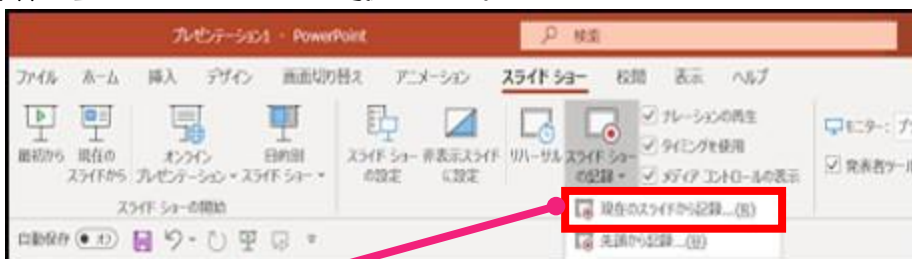 プレゼンテーション1 - PowerPoint
検索
ファイル ホーム 挿入 デザイン 画面切り替え アニメーション スライド ショー 校閲 表示 ヘルプ
最初から 現在の スライドから
オンライン プレゼンテーション
目的別 スライド ショー
スライド ショー の設定
非表示スライド に設定
リハーサル
スライド ショー の記録
ナレーションの再生
タイミングを使用
メディア コントロールの表示
モニター:
発表者ツール
スライド ショーの開始
現在のスライドから記録...(R)
自動保存 オフ
先頭から記録...(B)